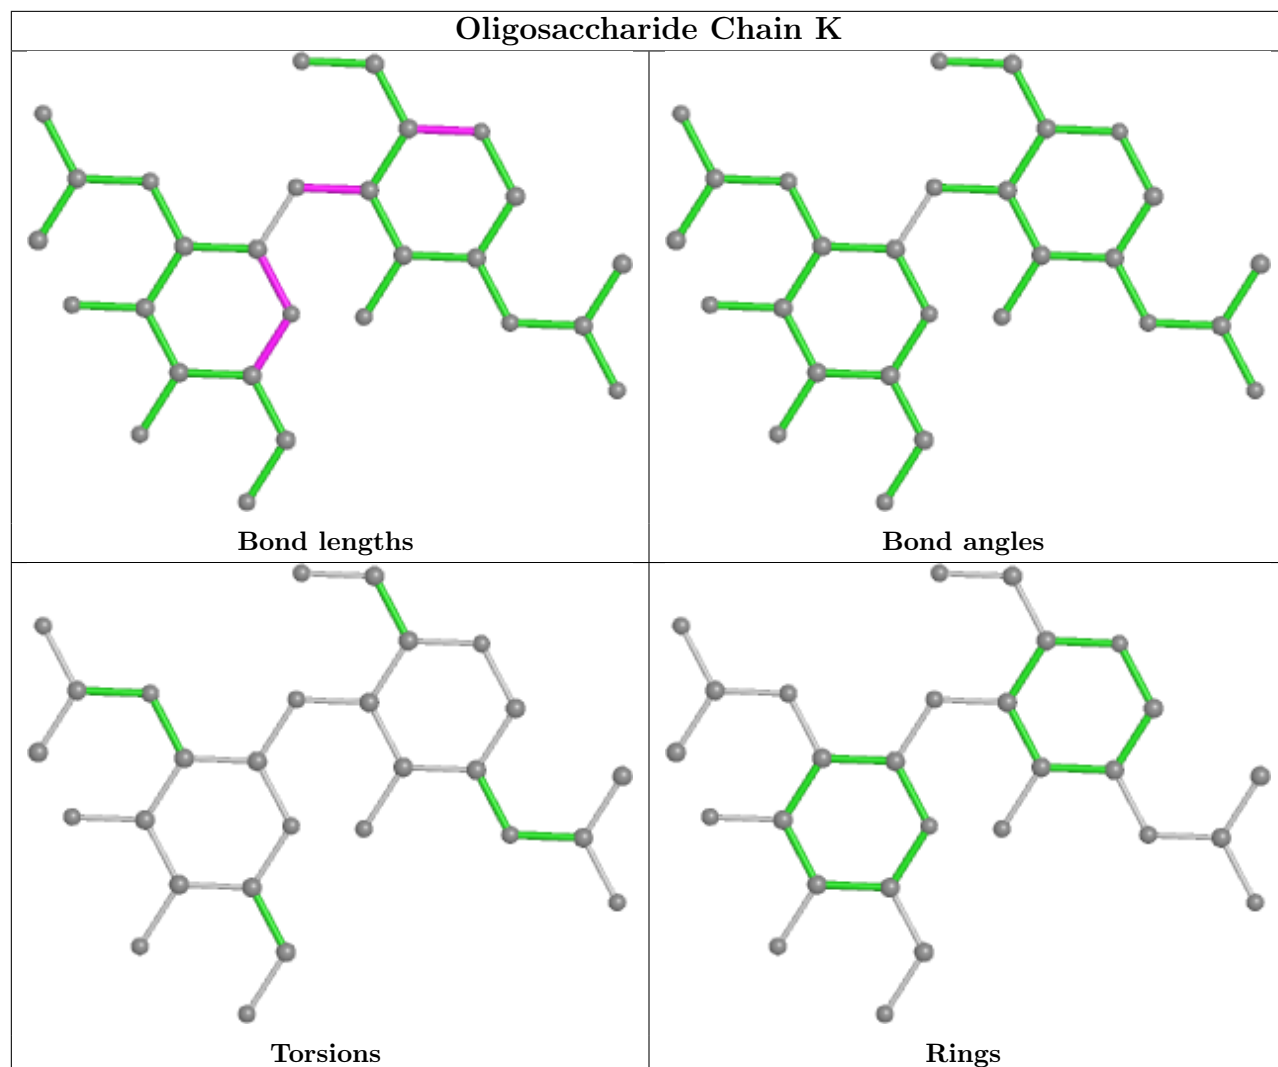 Oligosaccharide Chain K
Bond lengths
Bond angles
Torsions
Rings